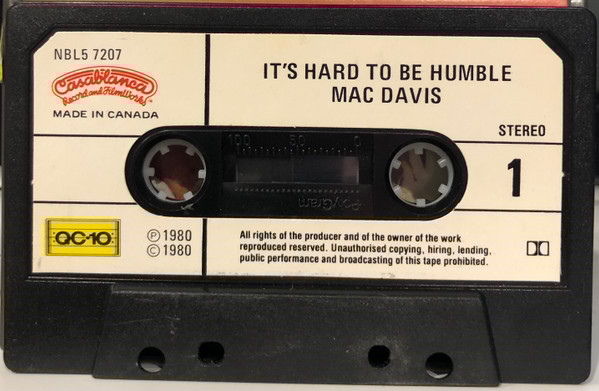 NBL5 7207
Casablanca
Record and FilmWorks
MADE IN CANADA
IT'S HARD TO BE HUMBLE
MAC DAVIS
STEREO
1
100 50 0
PolyGram
QC-10
Ⓟ 1980
© 1980
All rights of the producer and of the owner of the work
reproduced reserved. Unauthorised copying, hiring, lending,
public performance and broadcasting of this tape prohibited.